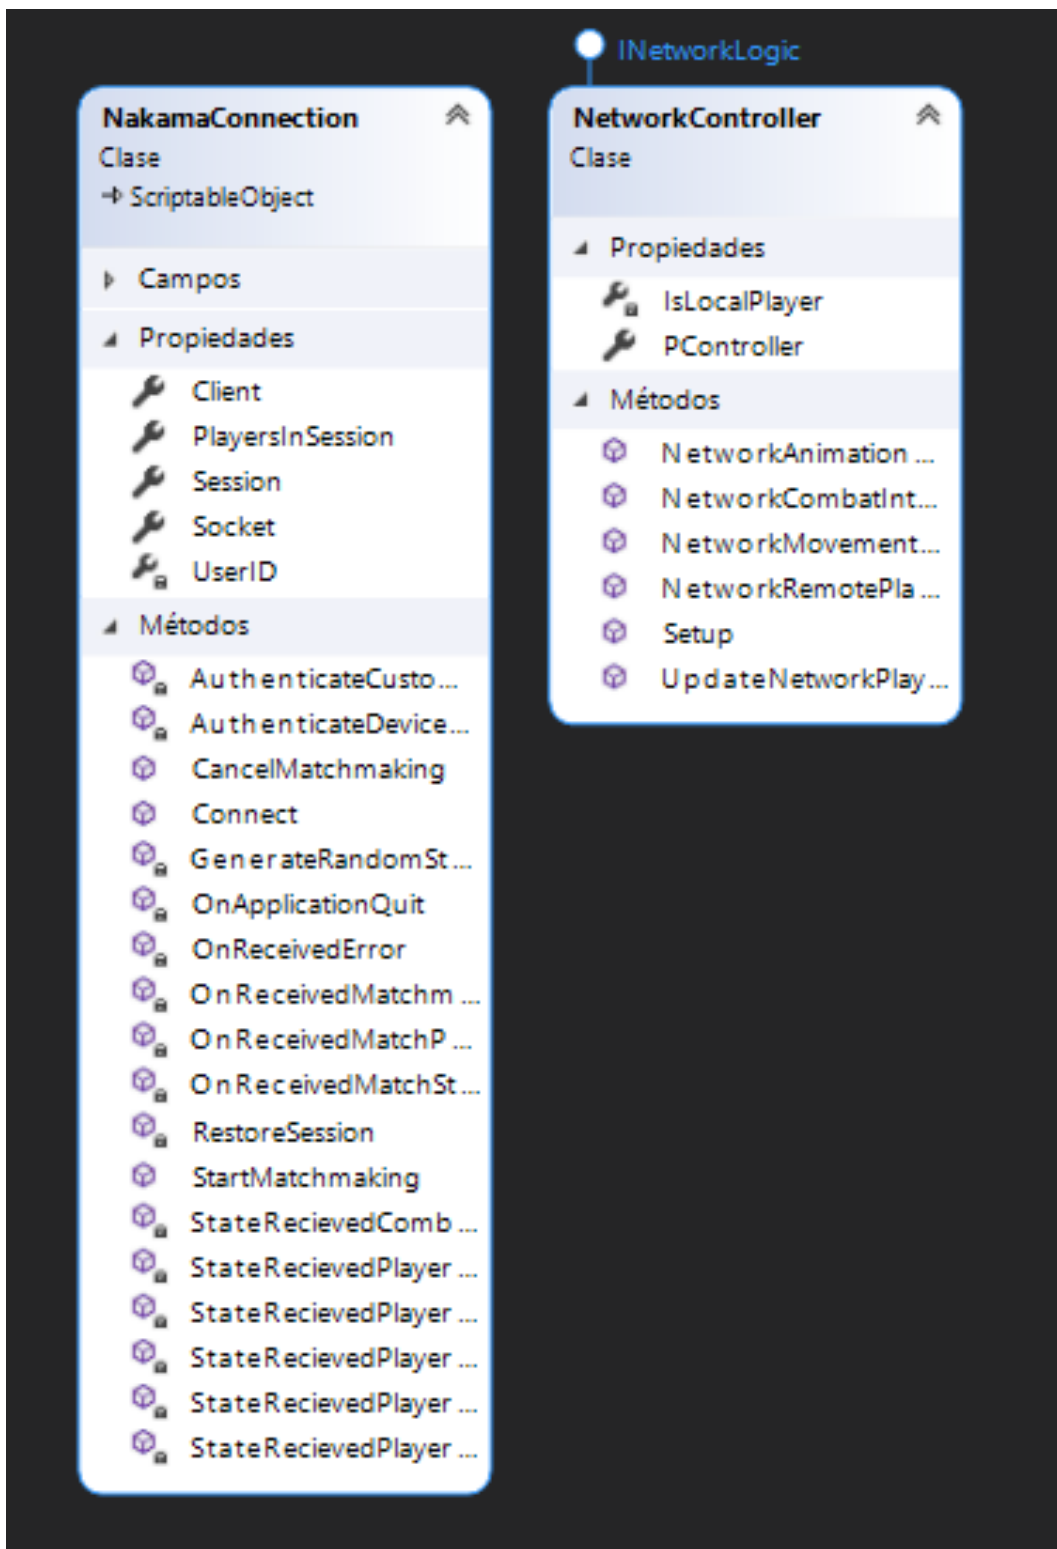 INetworkLogic
NakamaConnection
Clase
ScriptableObject
Campos
Propiedades
Client
PlayersInSession
Session
Socket
UserID
Métodos
AuthenticateCusto...
AuthenticateDevice...
CancelMatchmaking
Connect
GenerateRandomSt...
OnApplicationQuit
OnReceivedError
OnReceivedMatchm...
OnReceivedMatchP...
OnReceivedMatchSt...
RestoreSession
StartMatchmaking
StateRecievedComb...
StateRecievedPlayer...
StateRecievedPlayer...
StateRecievedPlayer...
StateRecievedPlayer...
StateRecievedPlayer...
NetworkController
Clase
Propiedades
IsLocalPlayer
PController
Métodos
NetworkAnimation...
NetworkCombatInt...
NetworkMovement...
NetworkRemotePla...
Setup
UpdateNetworkPlay...